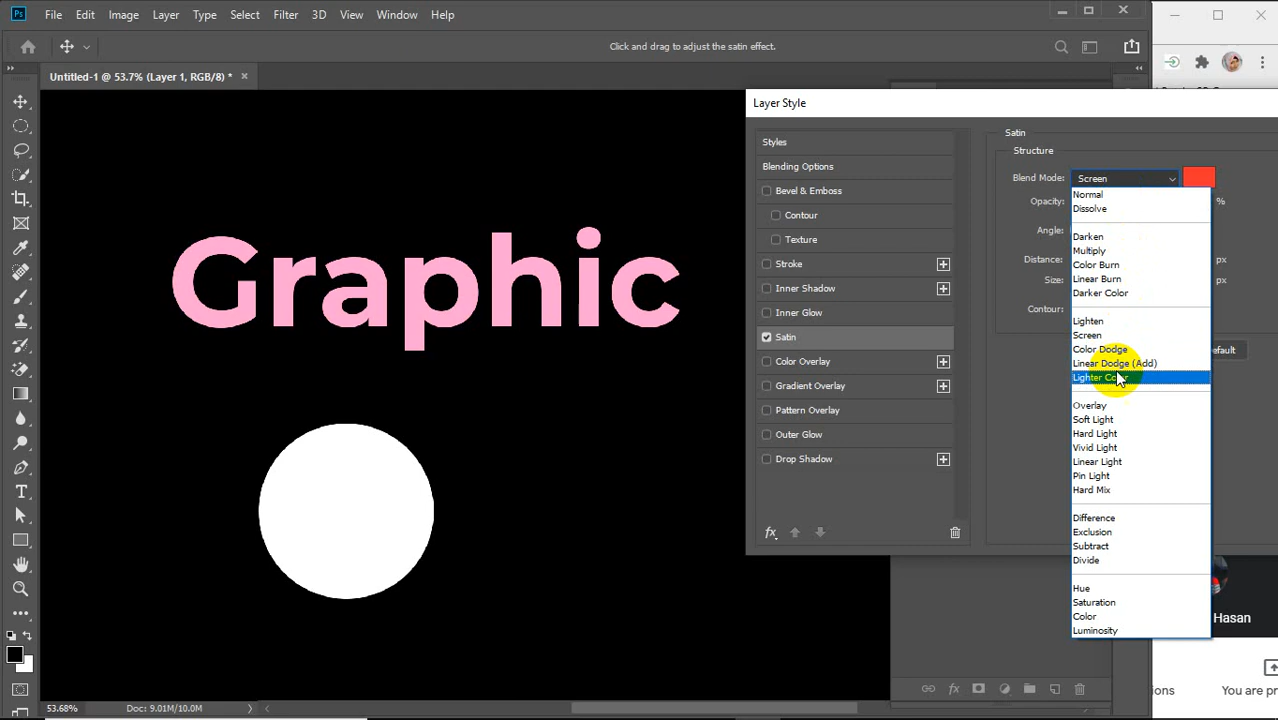 Ps File Edit Image Layer Type Select Filter 3D View Window Help
Click and drag to adjust the satin effect.
Untitled-1 @ 53.7% (Layer 1, RGB/8) *
Graphic
Layer Style
Styles
Blending Options
Bevel & Emboss
Contour
Texture
Stroke
Inner Shadow
Inner Glow
Satin
Color Overlay
Gradient Overlay
Pattern Overlay
Outer Glow
Drop Shadow
fx
Satin
Structure
Blend Mode: Screen
Opacity: %
Angle:
Distance: px
Size: px
Contour:
Normal
Dissolve
Darken
Multiply
Color Burn
Linear Burn
Darker Color
Lighten
Screen
Color Dodge
Linear Dodge (Add)
Lighter Color
Overlay
Soft Light
Hard Light
Vivid Light
Linear Light
Pin Light
Hard Mix
Difference
Exclusion
Subtract
Divide
Hue
Saturation
Color
Luminosity
Hasan
You are pr
fx
53.68% Doc: 9.01M/10.0M